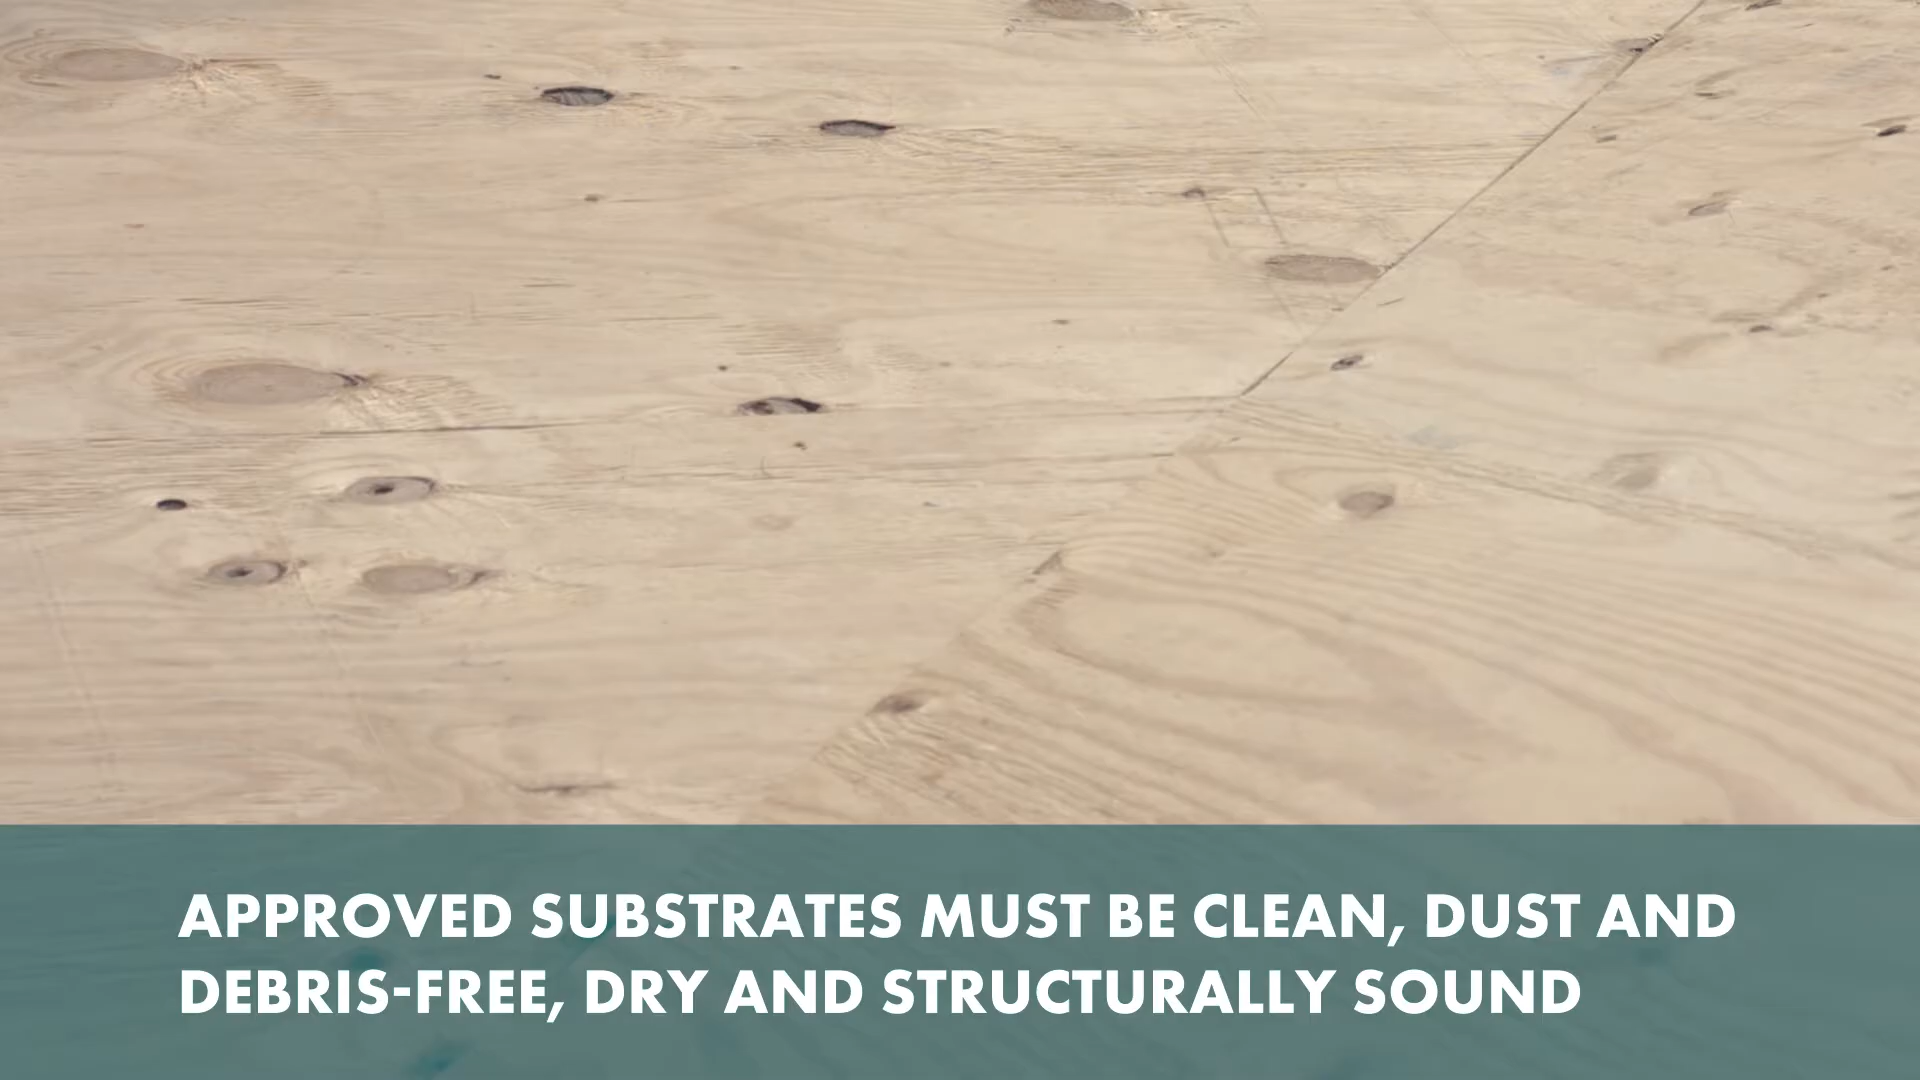 APPROVED SUBSTRATES MUST BE CLEAN, DUST AND
DEBRIS-FREE, DRY AND STRUCTURALLY SOUND